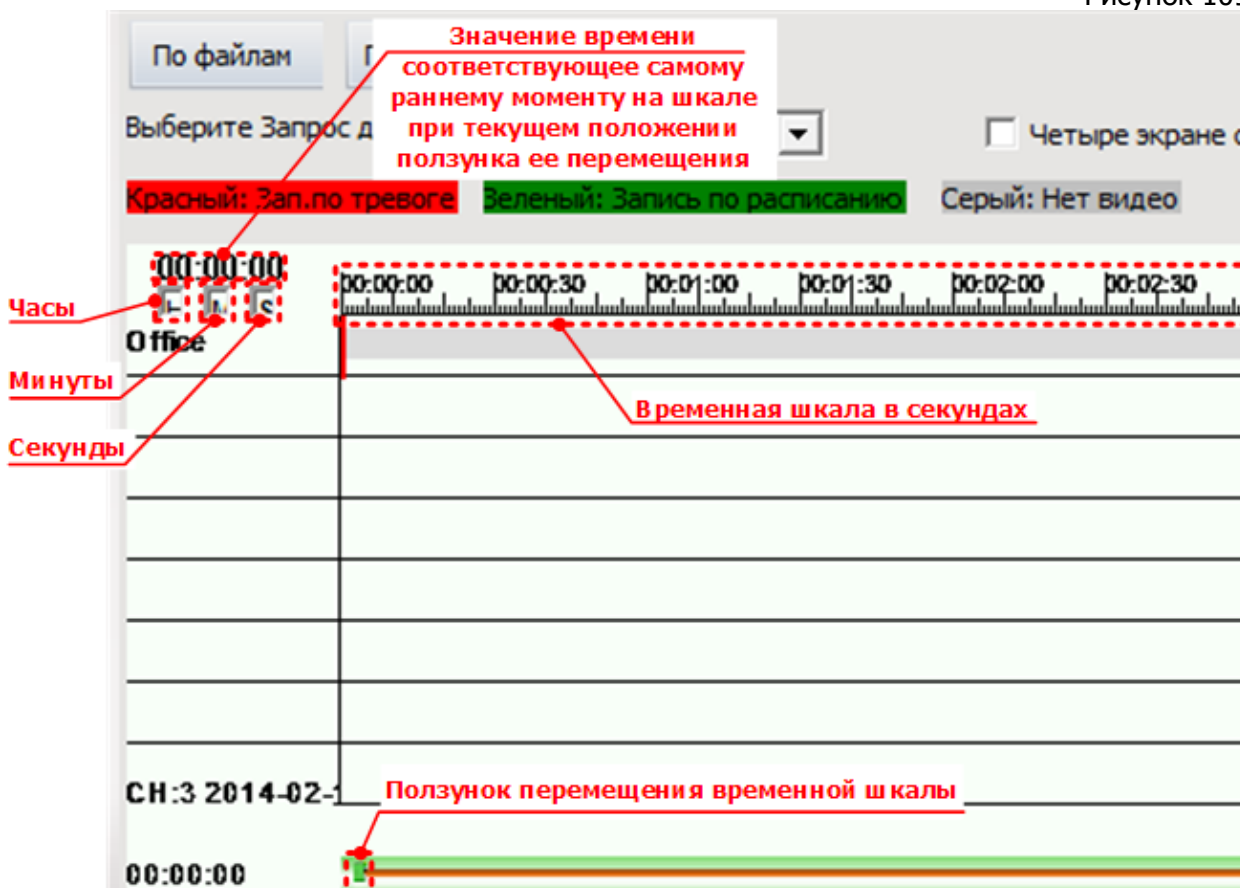 По файлам
Значение времени
соответствующее самому
раннему моменту на шкале
при текущем положении
ползунка ее перемещения
Выберите Запрос д
Четыре экране
Красный: Зап.по тревоге
Зеленый: Запись по расписанию
Серый: Нет видео
00:00:00
00:00:00 00:00:30 00:01:00 00:01:30 00:02:00 00:02:30
Часы
Office
Минуты
Временная шкала в секундах
Секунды
CH:3 2014-02-
Ползунок перемещения временной шкалы
00:00:00